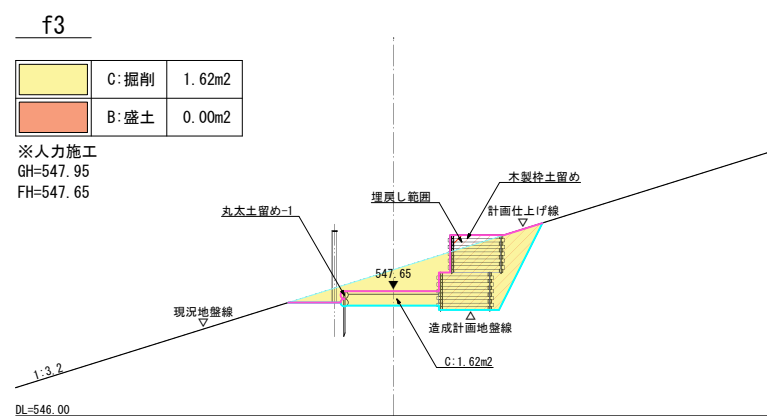 f3
C:掘削 1.62m2
B:盛土 0.00m2
※人力施工
GH=547.95
FH=547.65
木製枠土留め
埋戻し範囲
丸太土留め-1
計画仕上げ線
547.65
現況地盤線
造成計画地盤線
C:1.62m2
1:3.2
DL=546.00